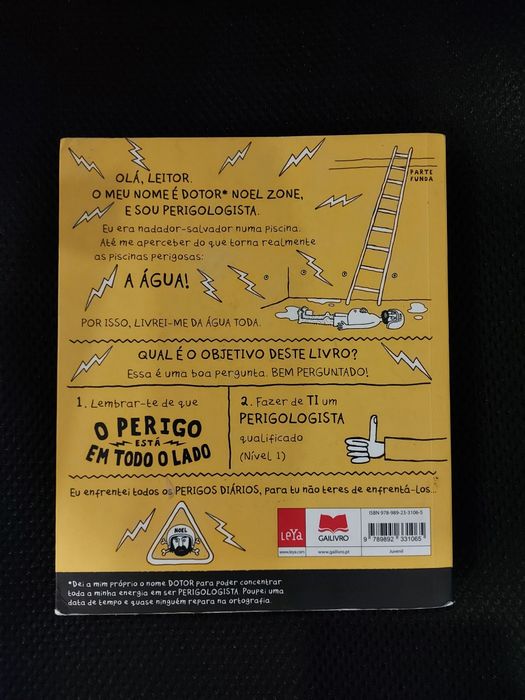 OLÁ, LEITOR.
O MEU NOME É DOTOR* NOEL ZONE,
E SOU PERIGOLOGISTA.
PARTE
FUNDA
Eu era nadador-salvador numa piscina.
Até me aperceber do que torna realmente
as piscinas perigosas:
A ÁGUA!
POR ISSO, LIVREI-ME DA ÁGUA TODA.
QUAL É O OBJETIVO DESTE LIVRO?
Essa é uma boa pergunta. BEM PERGUNTADO!
1. Lembrar-te de que
O PERIGO
ESTÁ
EM TODO O LADO
2. Fazer de TI um
PERIGOLOGISTA
qualificado
(Nível 1)
Eu enfrentei todos os PERIGOS DIÁRIOS, para tu não teres de enfrentá-los...
NOEL
LEYA
www.leya.com
GAILIVRO
www.gailivro.pt
ISBN 978-989-23-3106-5
9 789892 331065
Juvenil
*Dei a mim próprio o nome DOTOR para poder concentrar
toda a minha energia em ser PERIGOLOGISTA. Poupei uma
data de tempo e quase ninguém repara na ortografia.